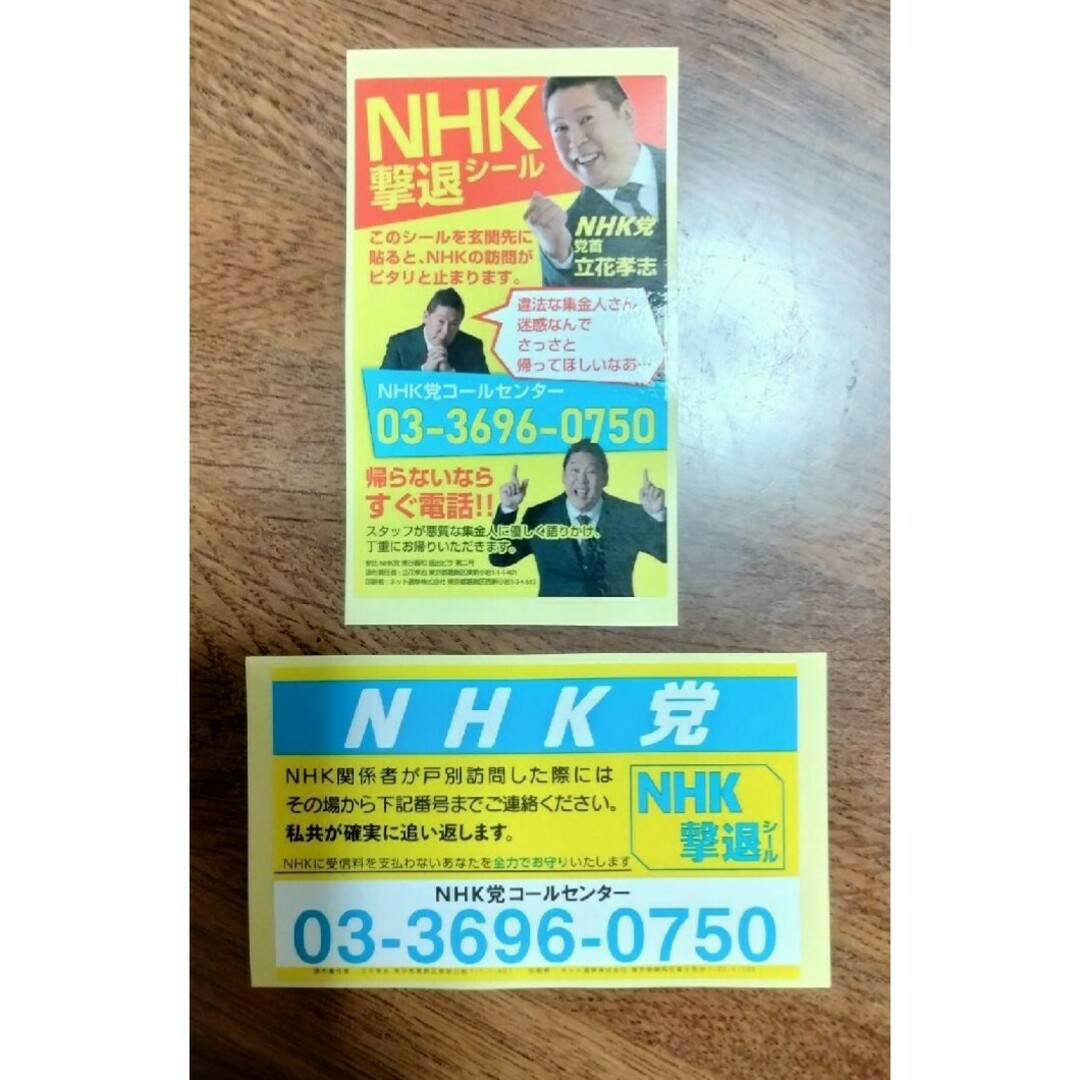 NHK
撃退シール
このシールを玄関先に
貼ると、NHKの訪問が
ピタリと止まります。
NHK党
党首
立花孝志
違法な集金人さん
迷惑なんで
さっさと
帰ってほしいなあ…
NHK党コールセンター
03-3696-0750
帰らないなら
すぐ電話!!
スタッフが悪質な集金人に優しく語りかけ、
丁重にお帰りいただきます。
NHK党
NHK関係者が戸別訪問した際には
その場から下記番号までご連絡ください。
私共が確実に追い返します。
NHKに受信料を支払わないあなたを全力でお守りいたします
NHK
撃退シール
NHK党コールセンター
03-3696-0750